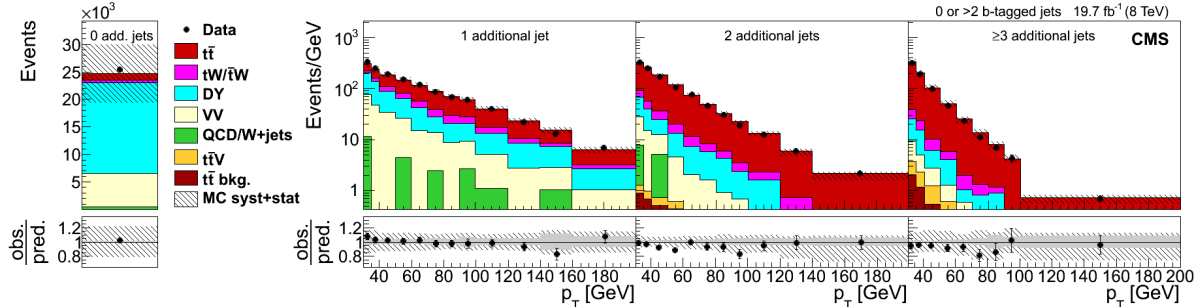 ×10³
0 add. jets
Events
30
25
20
15
10
5
Data
tt̄
tW/t̄W
DY
VV
QCD/W+jets
tt̄V
tt̄ bkg.
MC syst+stat
0 or >2 b-tagged jets 19.7 fb⁻¹ (8 TeV)
1 additional jet
2 additional jets
≥3 additional jets
CMS
Events/GeV
10³
10²
10
1
obs.
pred.
1.2
1
0.8
obs.
pred.
1.2
1
0.8
40 60 80 100 120 140 160 180
p_T [GeV]
40 60 80 100 120 140 160 180
p_T [GeV]
40 60 80 100 120 140 160 180 200
p_T [GeV]